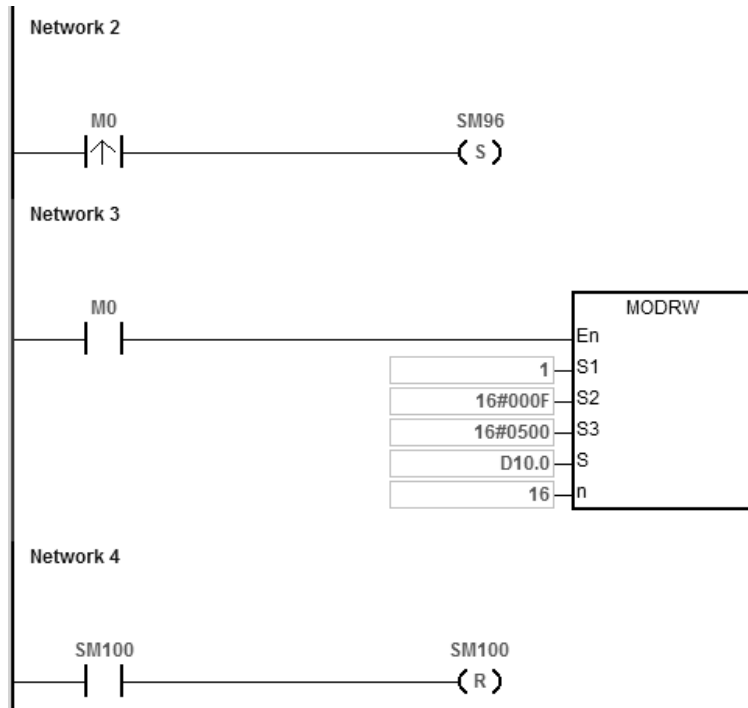 Network 2
M0 SM96
S
Network 3
M0 MODRW
En
1 S1
16#000F S2
16#0500 S3
D10.0 S
16 n
Network 4
SM100 SM100
R